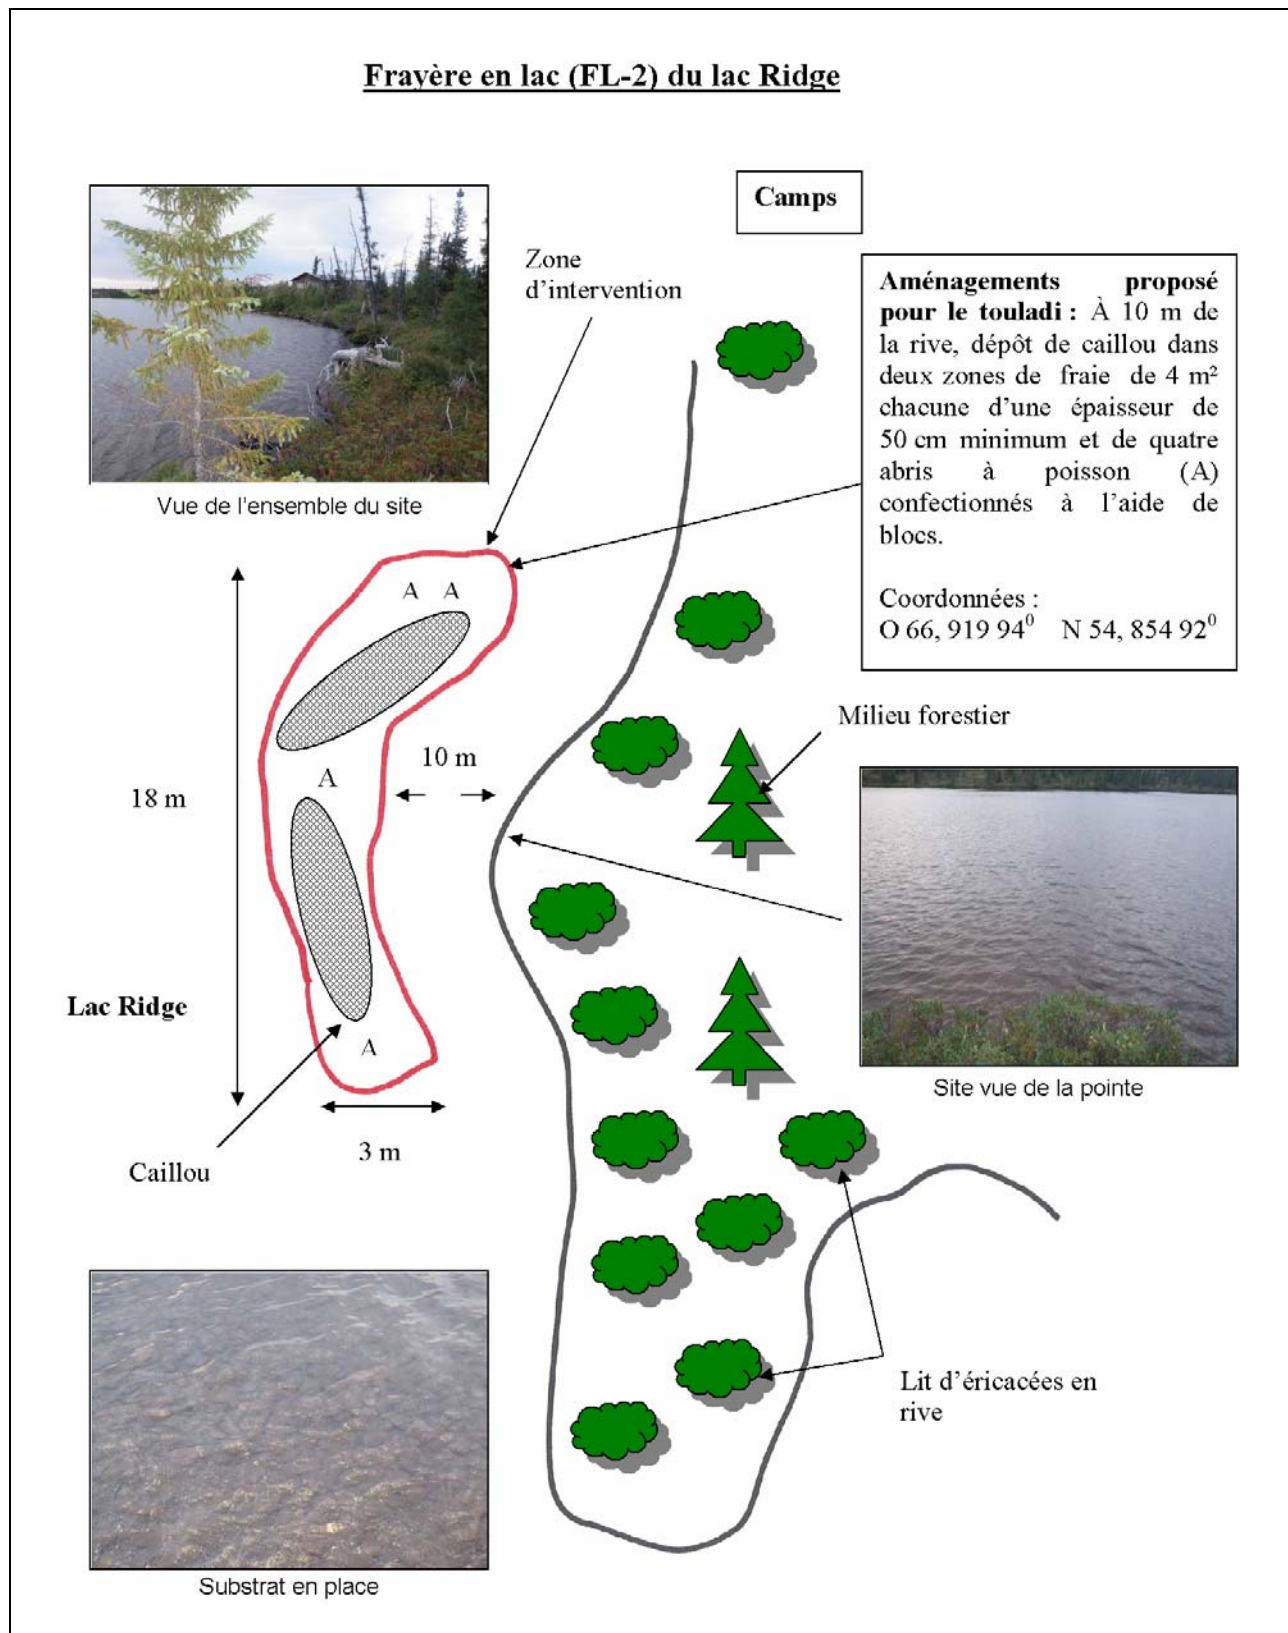 Frayère en lac (FL-2) du lac Ridge
Camps
Zone
d'intervention
Aménagements proposé
pour le touladi : À 10 m de
la rive, dépôt de caillou dans
deux zones de fraie de 4 m²
chacune d'une épaisseur de
50 cm minimum et de quatre
abris à poisson (A)
confectionnés à l'aide de
blocs.
Coordonnées :
O 66, 919 94⁰ N 54, 854 92⁰
Vue de l'ensemble du site
A A
Milieu forestier
10 m
A
18 m
Lac Ridge
A
Site vue de la pointe
3 m
Caillou
Lit d'éricacées en
rive
Substrat en place